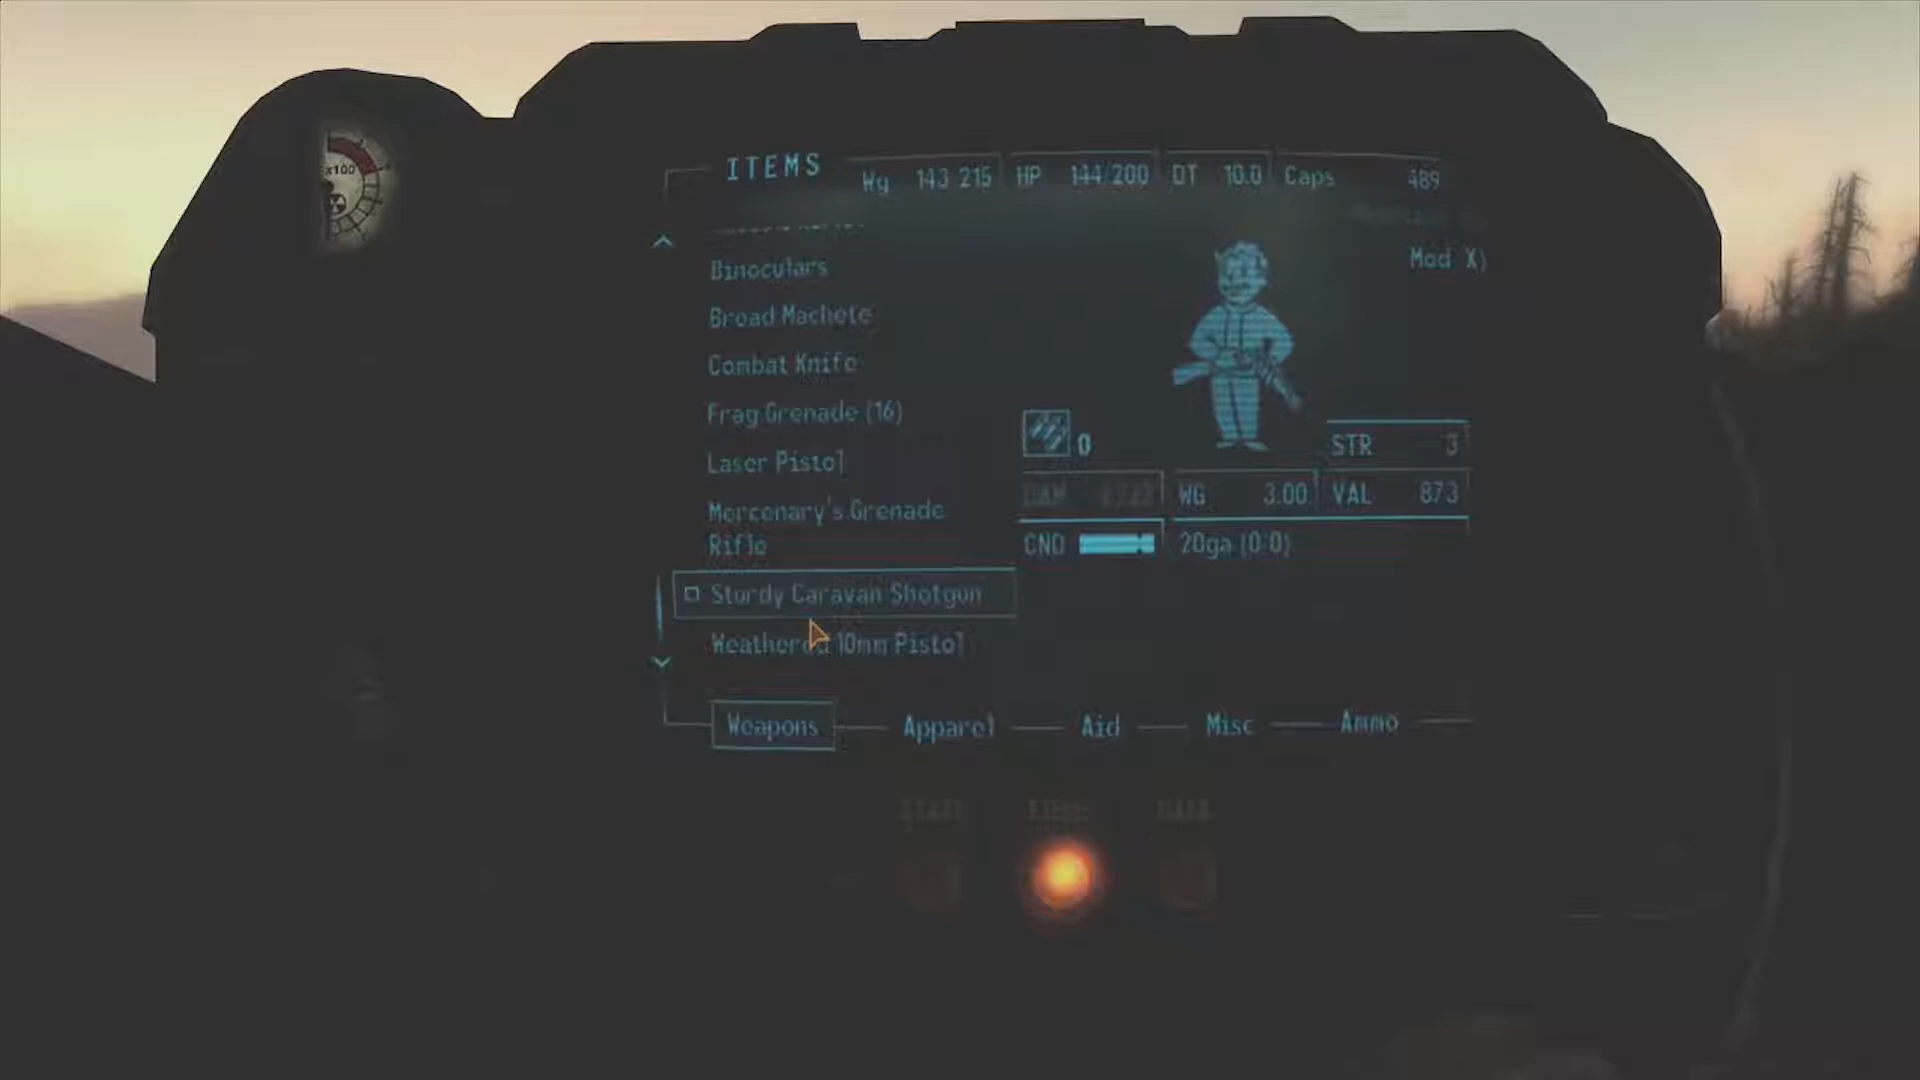 x100
ITEMS
Wg 143 215 HP 144/200 DT 10.0 Caps 489
Mod X)
Binoculars
Broad Machete
Combat Knife
Frag Grenade (16)
Laser Pistol
Mercenary's Grenade
Rifle
Sturdy Caravan Shotgun
Weathered 10mm Pistol
0
STR 3
DAM
WG 3.00
VAL 873
CND
20ga (0/0)
Weapons Apparel Aid Misc Ammo